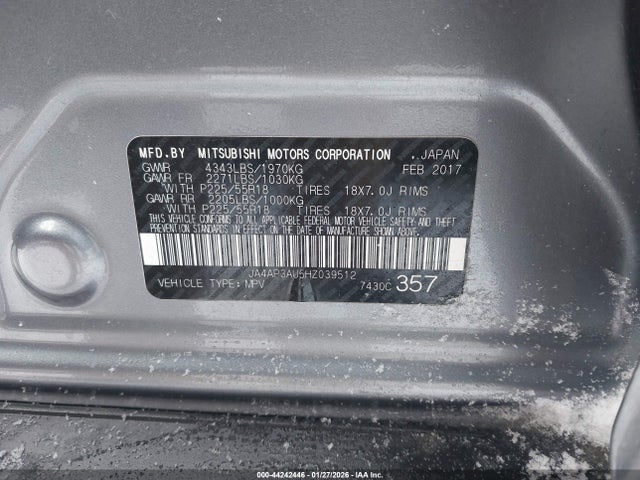 MFD.BY MITSUBISHI MOTORS CORPORATION , JAPAN
GVWR 4343LBS/1970KG FEB 2017
GAWR FR 2271LBS/1030KG
WITH P225/55R18 TIRES 18X7.0J RIMS
GAWR RR 2205LBS/1000KG
WITH P225/55R18 TIRES 18X7.0J RIMS
THIS VEHICLE CONFORMS TO ALL APPLICABLE FEDERAL MOTOR VEHICLE SAFETY
STANDARDS IN EFFECT ON THE DATE OF MANUFACTURE SHOWN ABOVE.
JA4AP3AU5HZ039512
VEHICLE TYPE: MPV 7430C 357
000-44242446 - 01/27/2026 - IAA Inc.